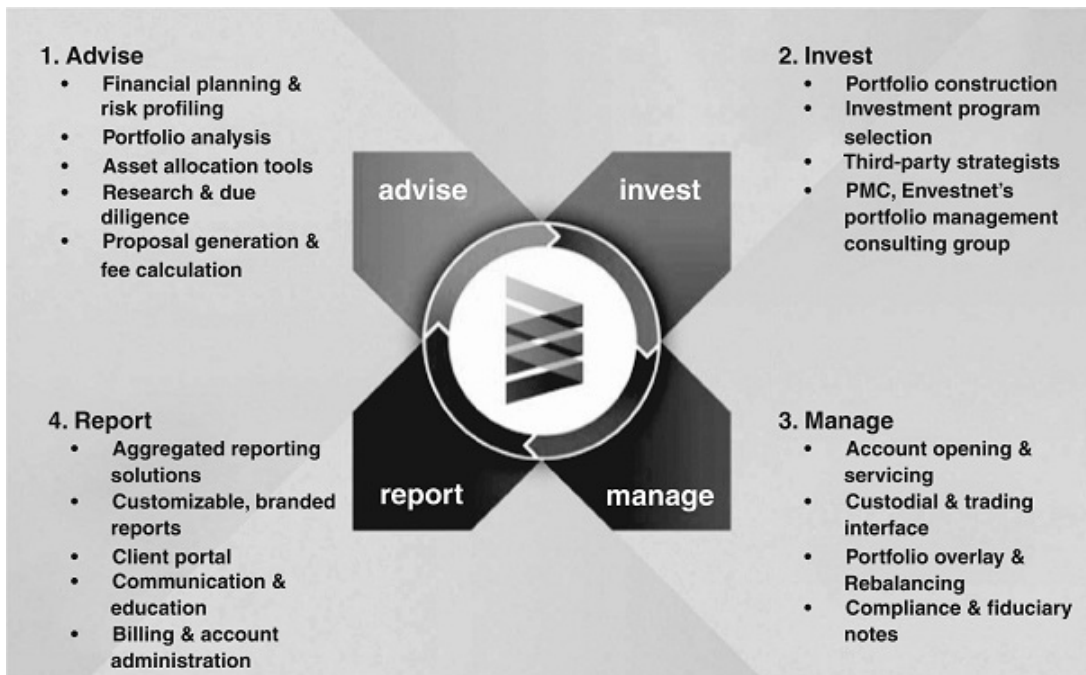 1. Advise
• Financial planning &
risk profiling
• Portfolio analysis
• Asset allocation tools
• Research & due
diligence
• Proposal generation &
fee calculation
2. Invest
• Portfolio construction
• Investment program
selection
• Third-party strategists
• PMC, Envestnet's
portfolio management
consulting group
advise
invest
report
manage
4. Report
• Aggregated reporting
solutions
• Customizable, branded
reports
• Client portal
• Communication &
education
• Billing & account
administration
3. Manage
• Account opening &
servicing
• Custodial & trading
interface
• Portfolio overlay &
Rebalancing
• Compliance & fiduciary
notes